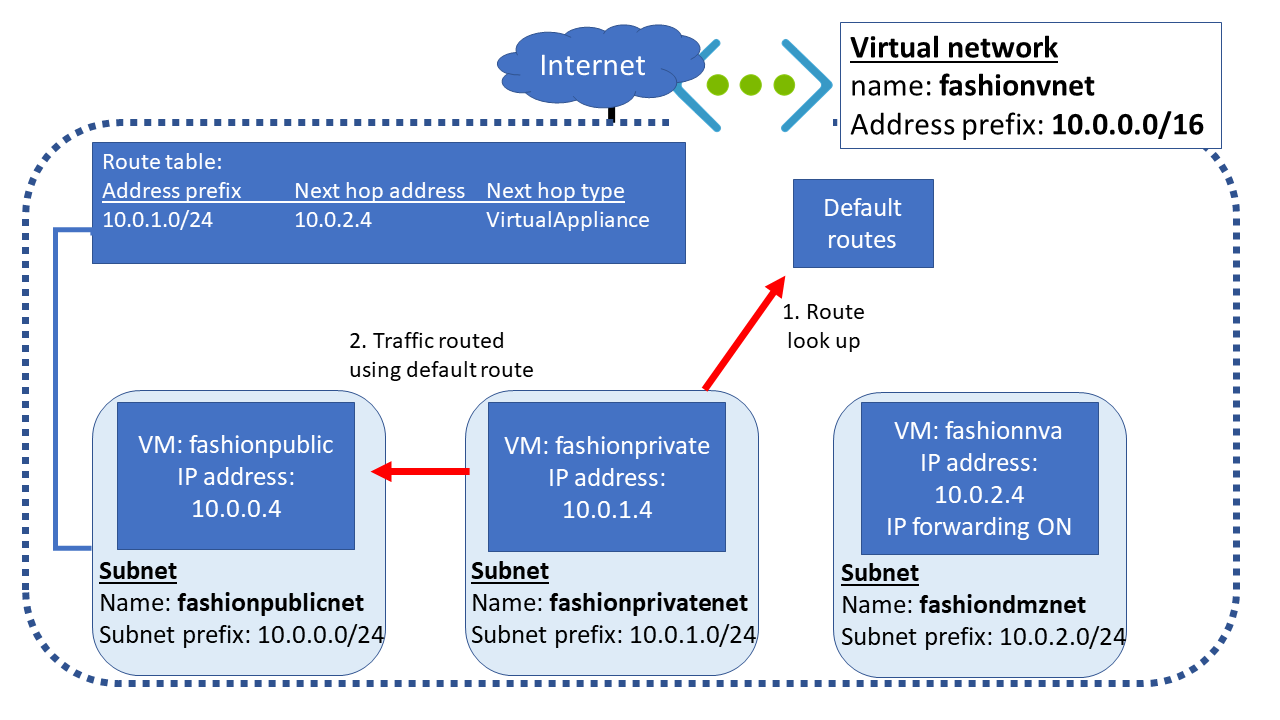 Internet
Virtual network
name: fashionvnet
Address prefix: 10.0.0.0/16
Route table:
Address prefix Next hop address Next hop type
10.0.1.0/24 10.0.2.4 VirtualAppliance
Default
routes
1. Route
look up
2. Traffic routed
using default route
VM: fashionpublic
IP address:
10.0.0.4
Subnet
Name: fashionpublicnet
Subnet prefix: 10.0.0.0/24
VM: fashionprivate
IP address:
10.0.1.4
Subnet
Name: fashionprivatenet
Subnet prefix: 10.0.1.0/24
VM: fashionnva
IP address:
10.0.2.4
IP forwarding ON
Subnet
Name: fashiondmznet
Subnet prefix: 10.0.2.0/24